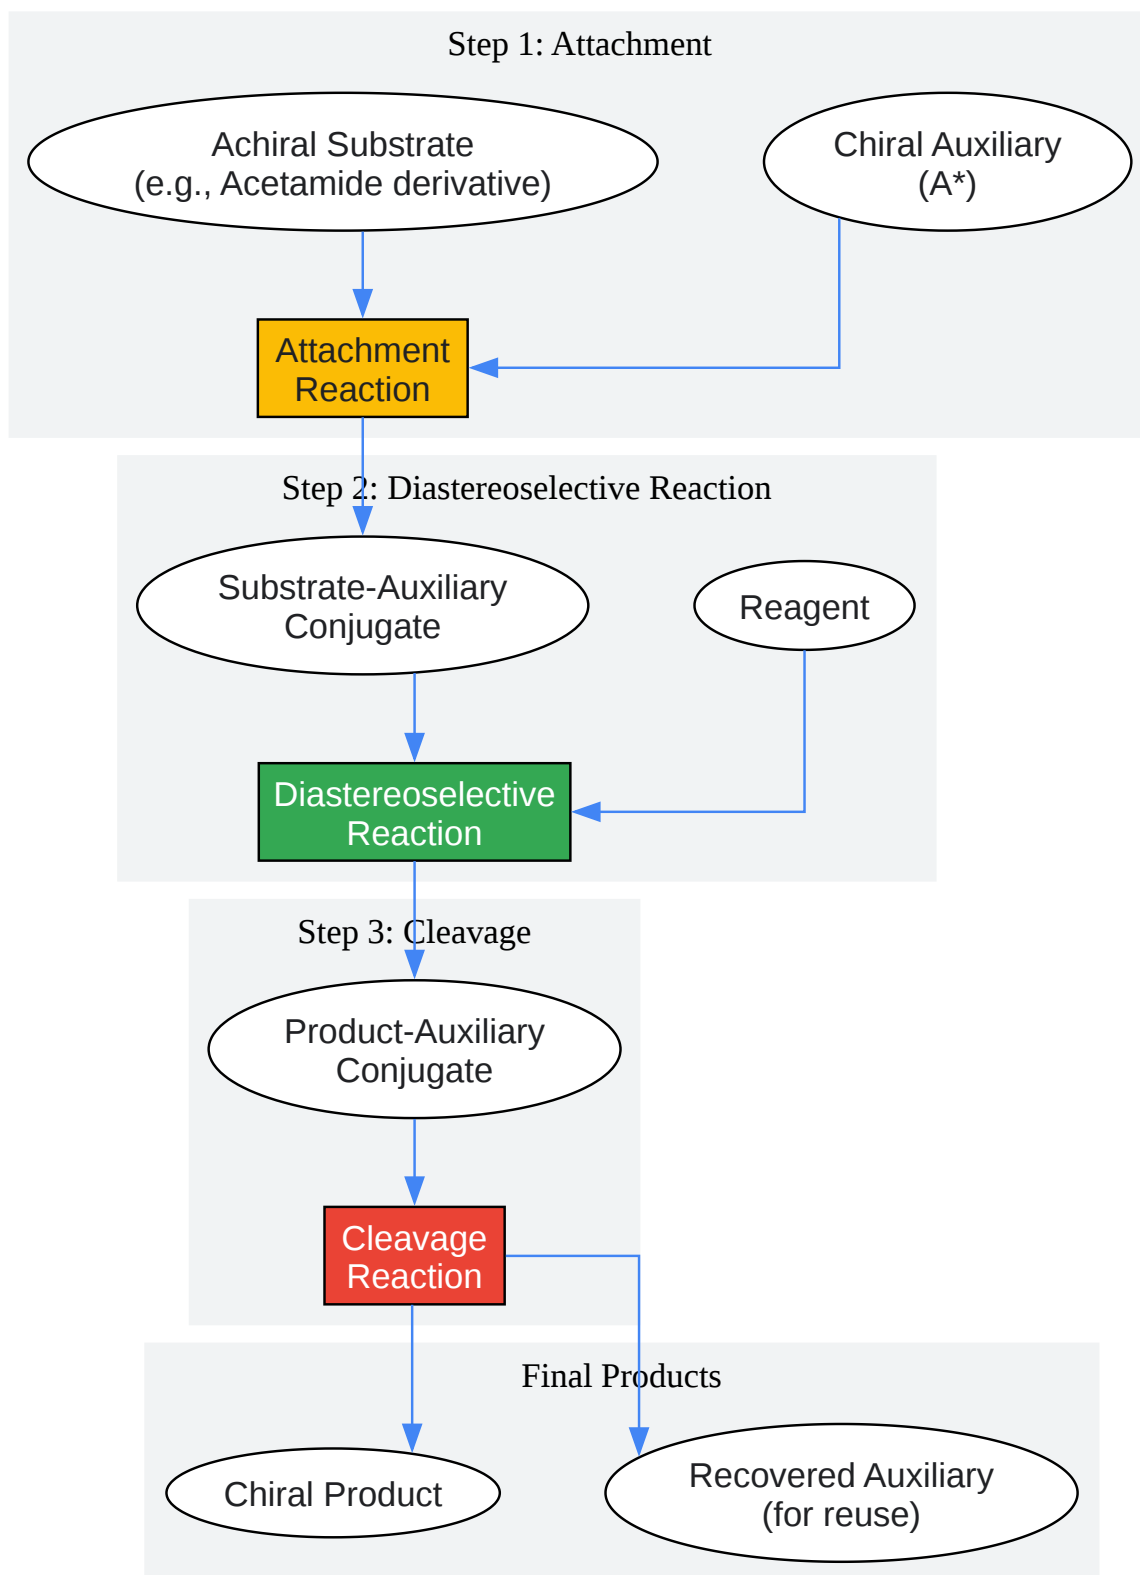 Step 1: Attachment
Achiral Substrate
(e.g., Acetamide derivative)
Chiral Auxiliary
(A*)
Attachment
Reaction
Step 2: Diastereoselective Reaction
Substrate-Auxiliary
Conjugate
Reagent
Diastereoselective
Reaction
Step 3: Cleavage
Product-Auxiliary
Conjugate
Cleavage
Reaction
Final Products
Chiral Product
Recovered Auxiliary
(for reuse)